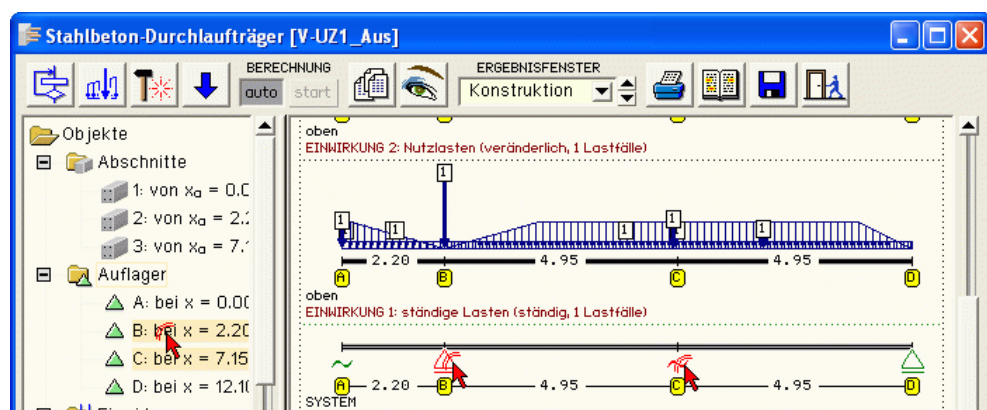 Stahlbeton-Durchlaufträger [V-UZ1_Aus]
BERECHNUNG
ERGEBNISFENSTER
auto start
Konstruktion
Objekte
Abschnitte
1: von xa = 0.0
2: von xa = 2.2
3: von xa = 7.1
Auflager
A: bei x = 0.00
B: bei x = 2.20
C: bei x = 7.15
D: bei x = 12.10
oben
EINWIRKUNG 2: Nutzlasten (veränderlich, 1 Lastfälle)
1
1 1 1 1 1
2.20 4.95 4.95
A B C D
oben
EINWIRKUNG 1: ständige Lasten (ständig, 1 Lastfälle)
A 2.20 B 4.95 C 4.95 D
SYSTEM